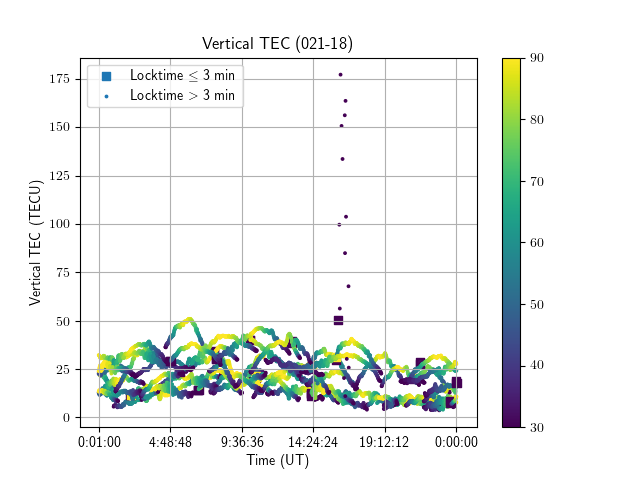 Vertical TEC (021-18)
Locktime ≤ 3 min
Locktime > 3 min
Vertical TEC (TECU)
175
150
125
100
75
50
25
0
0:01:00 4:48:48 9:36:36 14:24:24 19:12:12 0:00:00
Time (UT)
90
80
70
60
50
40
30